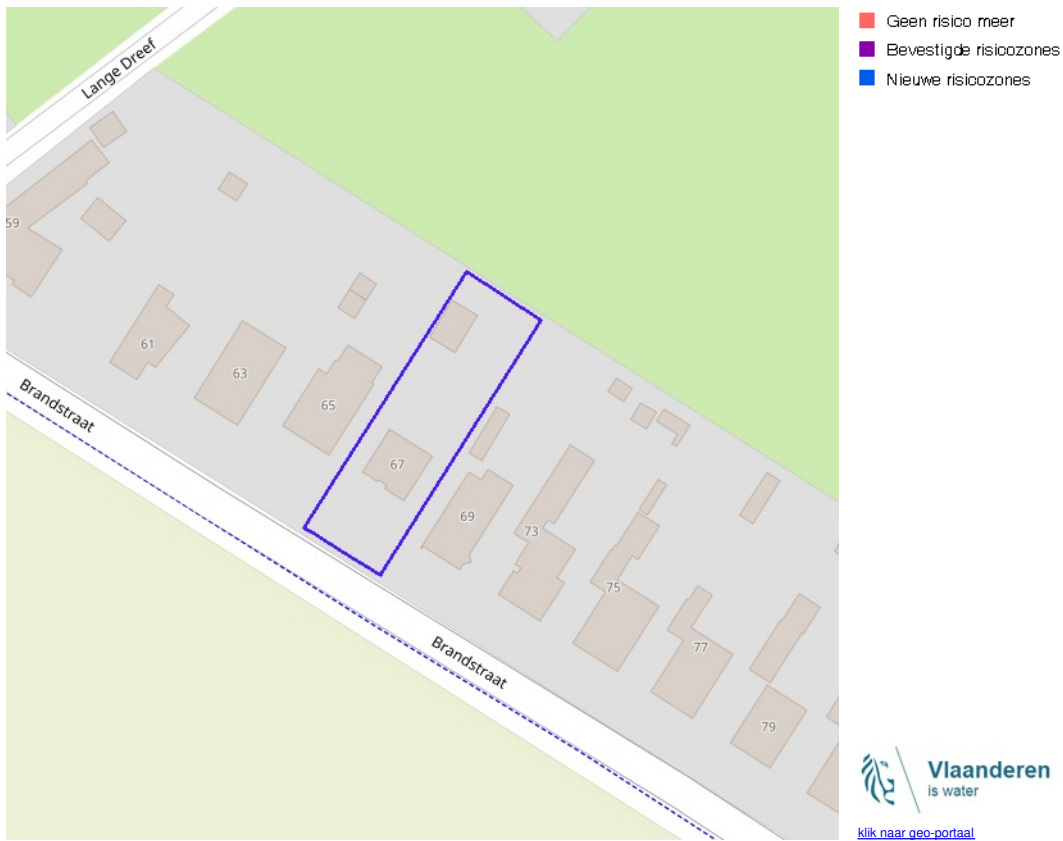 Lange Dreef
59
61
63
65
67
69
73
75
77
79
Brandstraat
Brandstraat
Geen risico meer
Bevestigde risicozones
Nieuwe risicozones
Vlaanderen
is water
klik naar geo-portaal